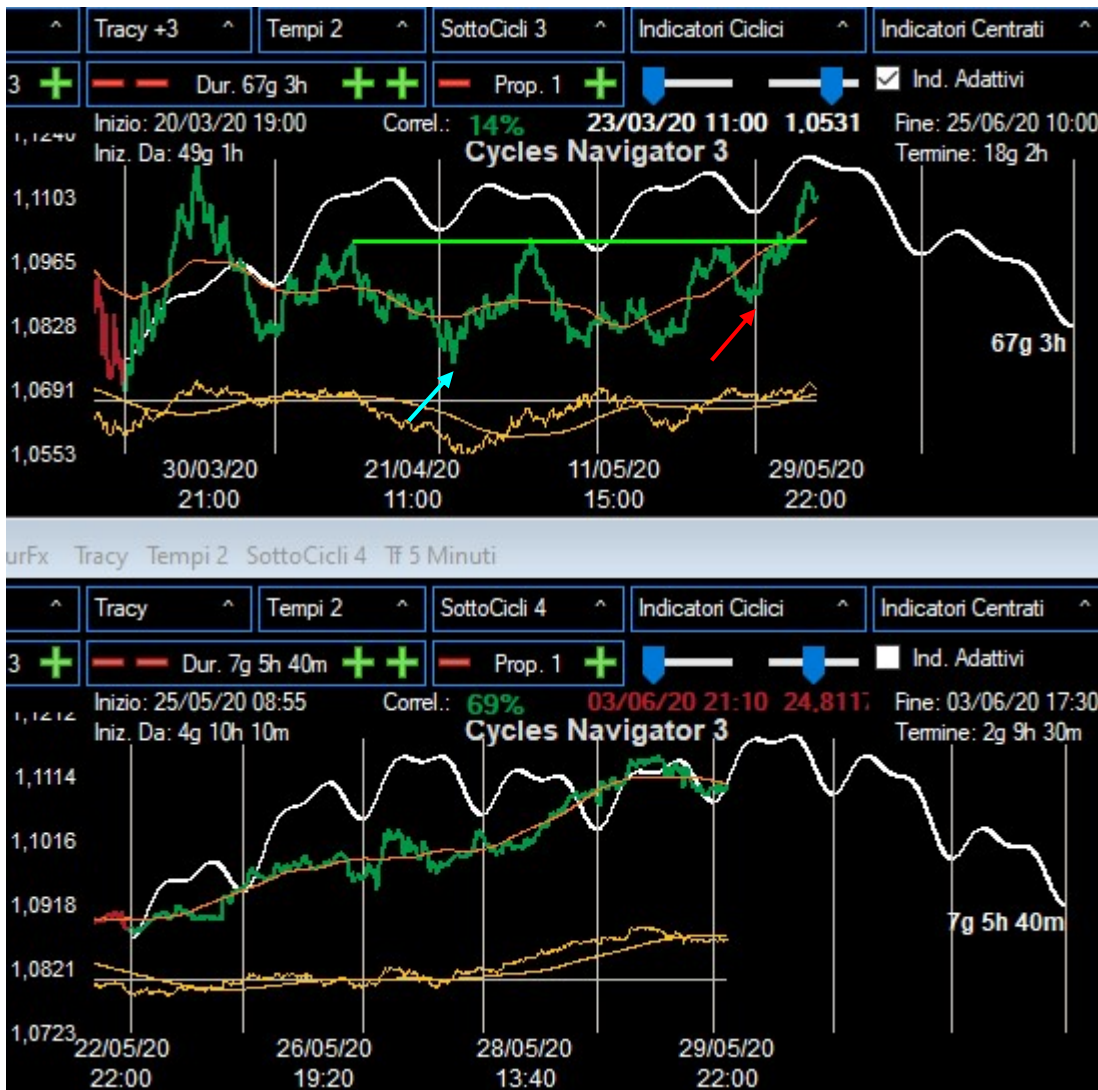 Tracy +3 Tempi 2 SottoCicli 3 Indicatori Ciclici Indicatori Centrati
3 Dur. 67g 3h Prop. 1 Ind. Adattivi
Inizio: 20/03/20 19:00 Correl.: 14% 23/03/20 11:00 1,0531 Fine: 25/06/20 10:00
Iniz. Da: 49g 1h Cycles Navigator 3 Termine: 18g 2h
1,1240
1,1103
1,0965
1,0828
67g 3h
1,0691
1,0553
30/03/20 21/04/20 11/05/20 29/05/20
21:00 11:00 15:00 22:00
urFx Tracy Tempi 2 SottoCicli 4 Tf 5 Minuti
Tracy Tempi 2 SottoCicli 4 Indicatori Ciclici Indicatori Centrati
3 Dur. 7g 5h 40m Prop. 1 Ind. Adattivi
Inizio: 25/05/20 08:55 Correl.: 69% 03/06/20 21:10 24,8117 Fine: 03/06/20 17:30
Iniz. Da: 4g 10h 10m Cycles Navigator 3 Termine: 2g 9h 30m
1,1212
1,1114
1,1016
1,0918
7g 5h 40m
1,0821
1,0723
22/05/20 26/05/20 28/05/20 29/05/20
22:00 19:20 13:40 22:00